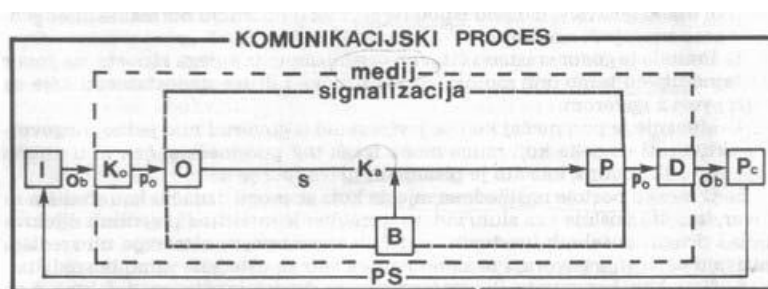 KOMUNIKACIJSKI PROCES
medij
signalizacija
I Ob Ko po O s Ka P po D Ob Pc
B
PS